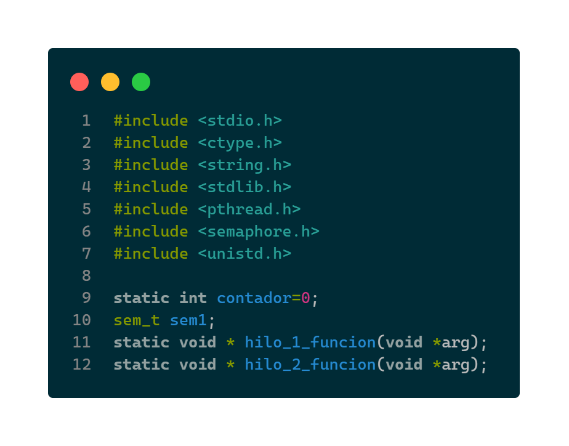 1 #include <stdio.h>
2 #include <ctype.h>
3 #include <string.h>
4 #include <stdlib.h>
5 #include <pthread.h>
6 #include <semaphore.h>
7 #include <unistd.h>
8
9 static int contador=0;
10 sem_t sem1;
11 static void * hilo_1_funcion(void *arg);
12 static void * hilo_2_funcion(void *arg);